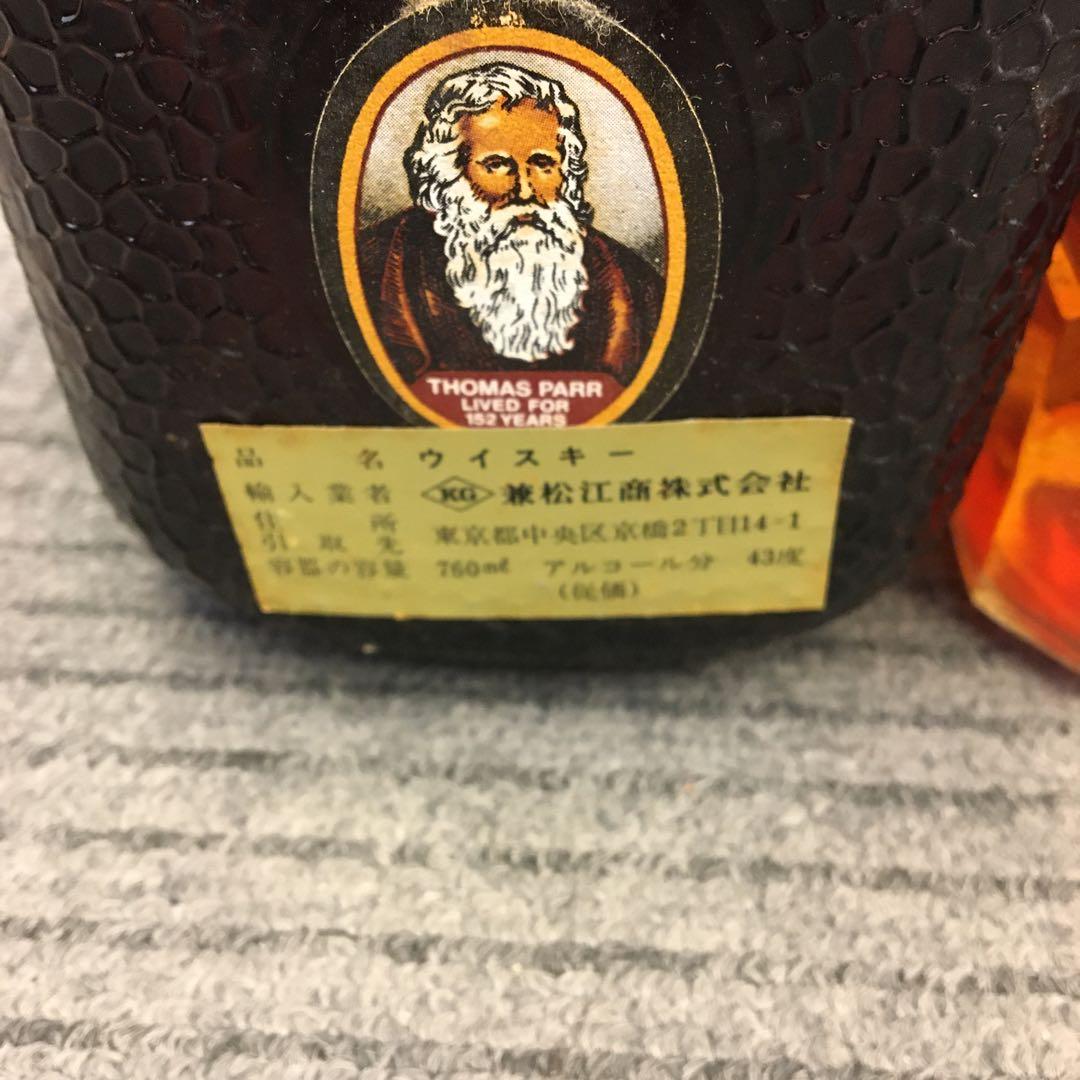 THOMAS PARR
LIVED FOR
152 YEARS
品名 ウイスキー
輸入業者 KG 兼松江商株式会社
住所
引取先 東京都中央区京橋2丁目14-1
容器の容量 760mℓ アルコール分 43度
(従価)